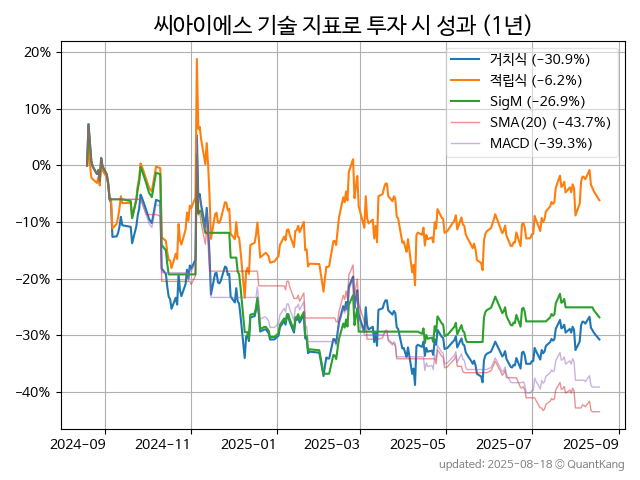 씨아이에스 기술 지표로 투자 시 성과 (1년)
거치식 (−30.9%)
적립식 (−6.2%)
SigM (−26.9%)
SMA(20) (−43.7%)
MACD (−39.3%)
20%
10%
0%
−10%
−20%
−30%
−40%
2024-09 2024-11 2025-01 2025-03 2025-05 2025-07 2025-09
updated: 2025-08-18 © QuantKang